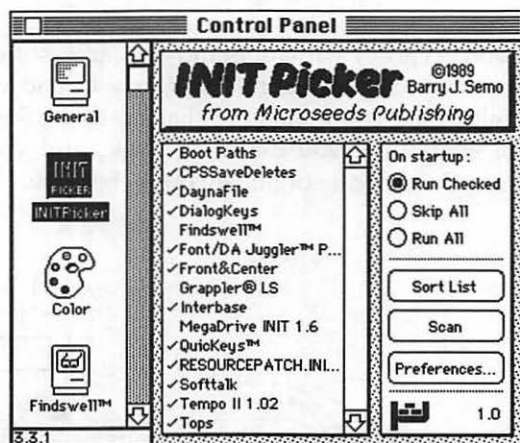 Control Panel
General
INIT
PICKER
INITPicker
Color
Findswell™
3.3.1
INIT Picker
©1989
Barry J. Semo
from Microseeds Publishing
✓Boot Paths
✓CPSSaveDeletes
✓DaynaFile
✓DialogKeys
Findswell™
✓Font/DA Juggler™ P...
✓Front&Center
Grappler® LS
✓Interbase
MegaDrive INIT 1.6
✓QuicKeys™
✓RESOURCEPATCH.INI...
✓Softtalk
✓Tempo II 1.02
✓Tops
On startup:
Run Checked
Skip All
Run All
Sort List
Scan
Preferences...
1.0